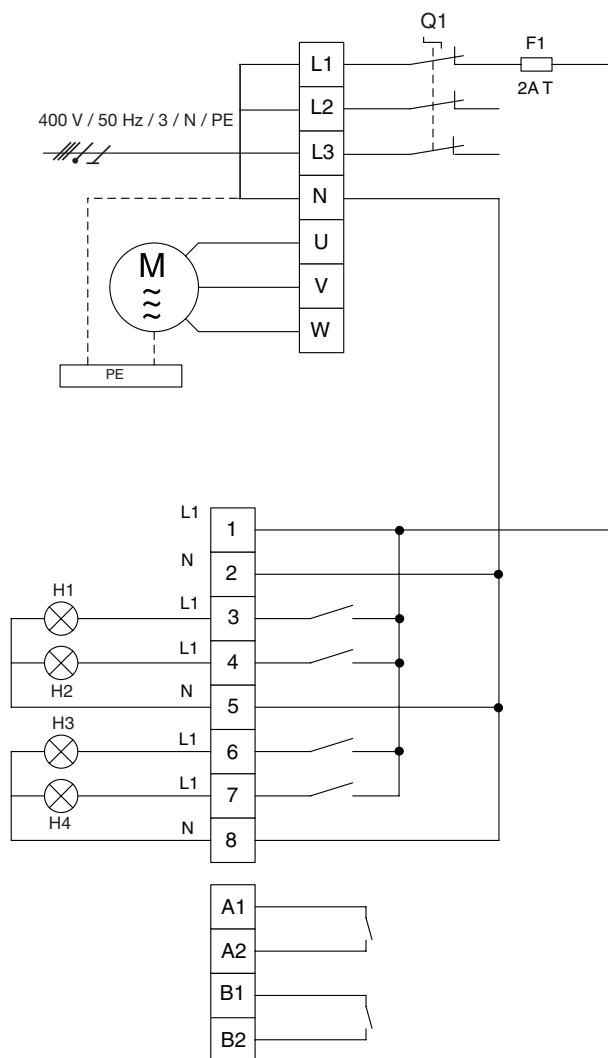 Q1
F1
2A T
L1
L2
400 V / 50 Hz / 3 / N / PE
L3
N
U
M
V
W
PE
L1
1
N
2
H1
L1
3
L1
4
H2
N
5
H3
L1
6
L1
7
H4
N
8
A1
A2
B1
B2